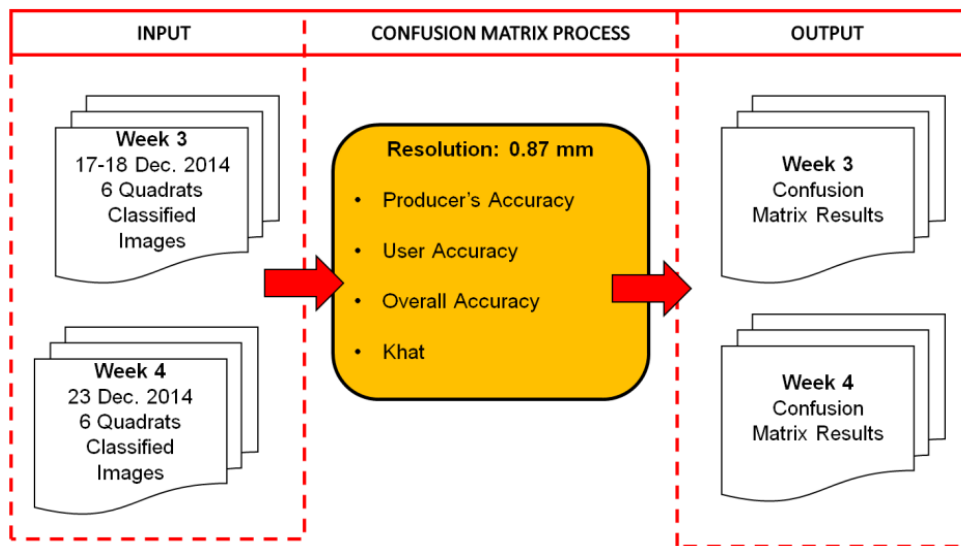 INPUT
CONFUSION MATRIX PROCESS
OUTPUT
Week 3
17-18 Dec. 2014
6 Quadrats
Classified
Images
Week 4
23 Dec. 2014
6 Quadrats
Classified
Images
Resolution: 0.87 mm
• Producer's Accuracy
• User Accuracy
• Overall Accuracy
• Khat
Week 3
Confusion
Matrix Results
Week 4
Confusion
Matrix Results